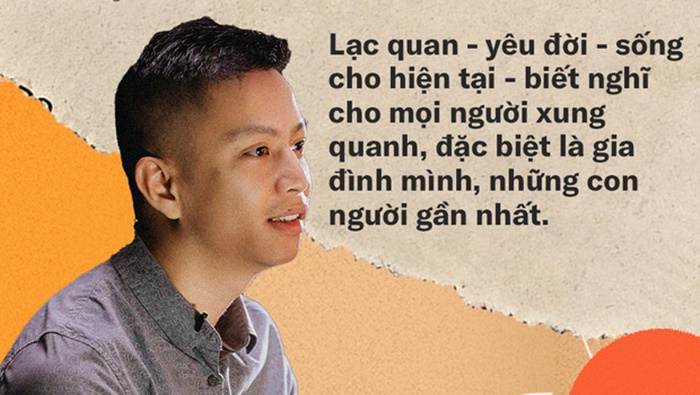 Lạc quan - yêu đời - sống
cho hiện tại - biết nghĩ
cho mọi người xung
quanh, đặc biệt là gia
đình mình, những con
người gần nhất.